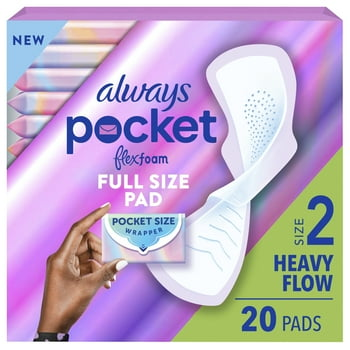 NEW
always
pocket
flexfoam
FULL SIZE
PAD
POCKET SIZE
WRAPPER
SIZE 2
HEAVY
FLOW
20 PADS